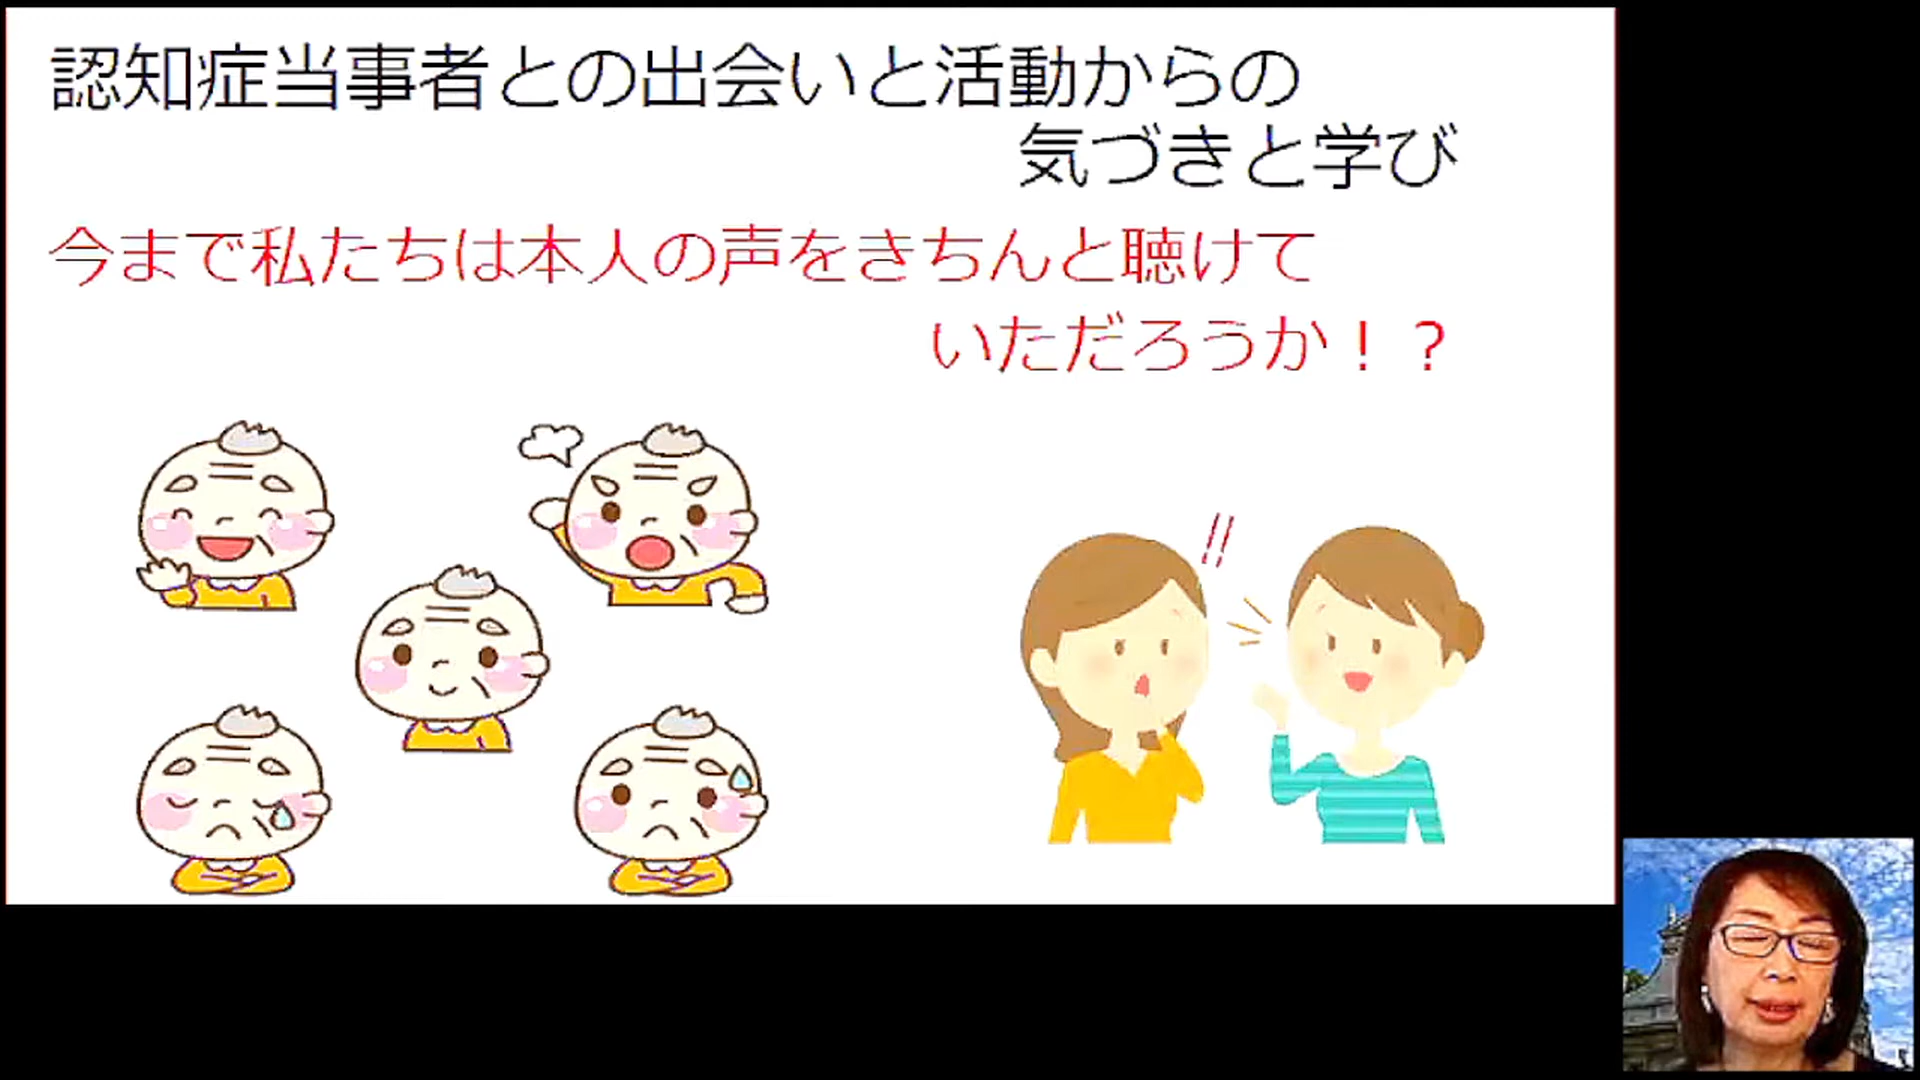 認知症当事者との出会いと活動からの
気づきと学び
今まで私たちは本人の声をきちんと聴けて
いただろうか！？
!!